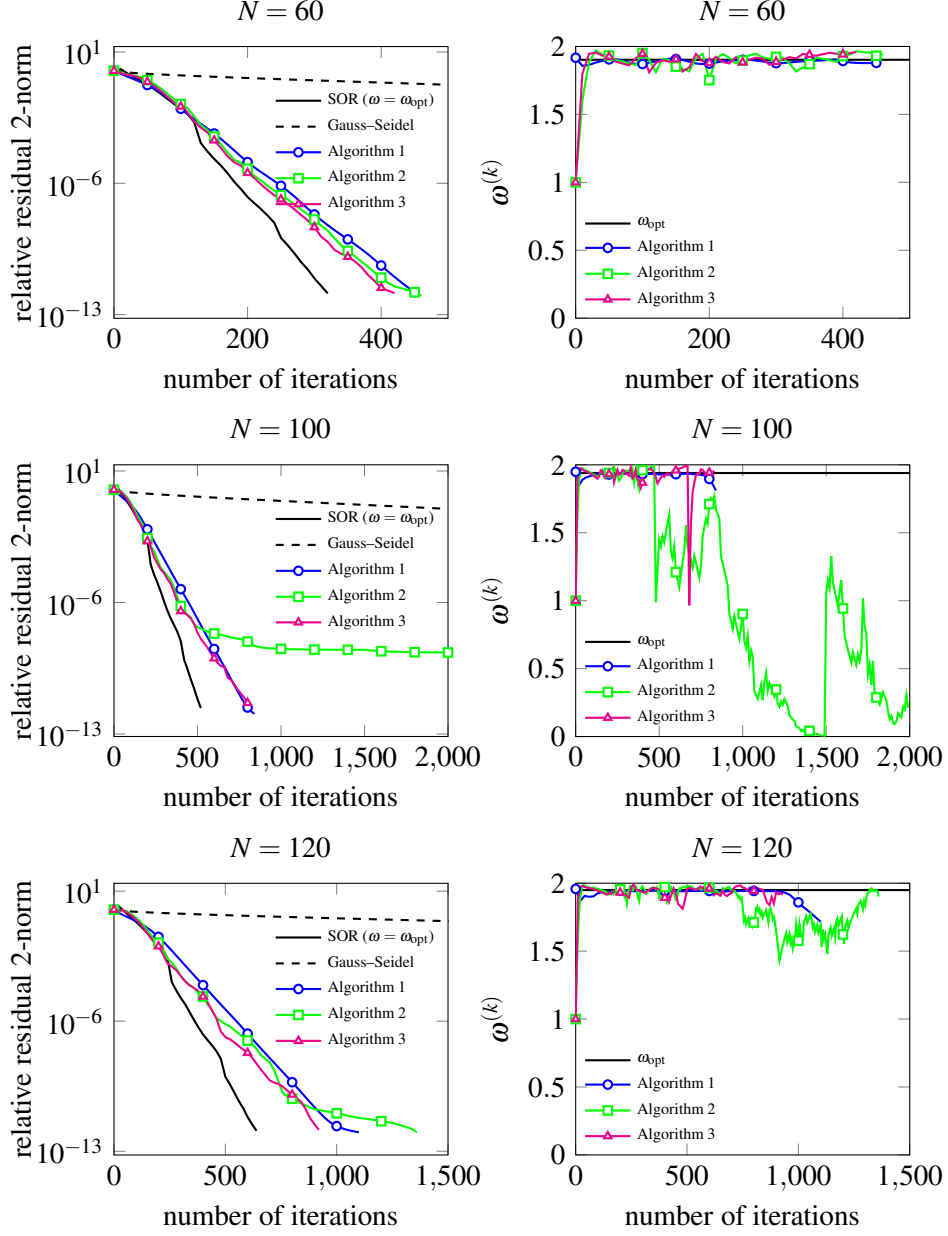 N = 60
relative residual 2-norm
10^1
10^−6
10^−13
SOR (ω = ω_opt)
Gauss–Seidel
Algorithm 1
Algorithm 2
Algorithm 3
0
200
400
number of iterations
N = 60
ω^(k)
2
1.5
1
0.5
0
ω_opt
Algorithm 1
Algorithm 2
Algorithm 3
0
200
400
number of iterations
N = 100
relative residual 2-norm
10^1
10^−6
10^−13
SOR (ω = ω_opt)
Gauss–Seidel
Algorithm 1
Algorithm 2
Algorithm 3
0
500
1,000
1,500
2,000
number of iterations
N = 100
ω^(k)
2
1.5
1
0.5
0
ω_opt
Algorithm 1
Algorithm 2
Algorithm 3
0
500
1,000
1,500
2,000
number of iterations
N = 120
relative residual 2-norm
10^1
10^−6
10^−13
SOR (ω = ω_opt)
Gauss–Seidel
Algorithm 1
Algorithm 2
Algorithm 3
0
500
1,000
1,500
number of iterations
N = 120
ω^(k)
2
1.5
1
0.5
0
ω_opt
Algorithm 1
Algorithm 2
Algorithm 3
0
500
1,000
1,500
number of iterations